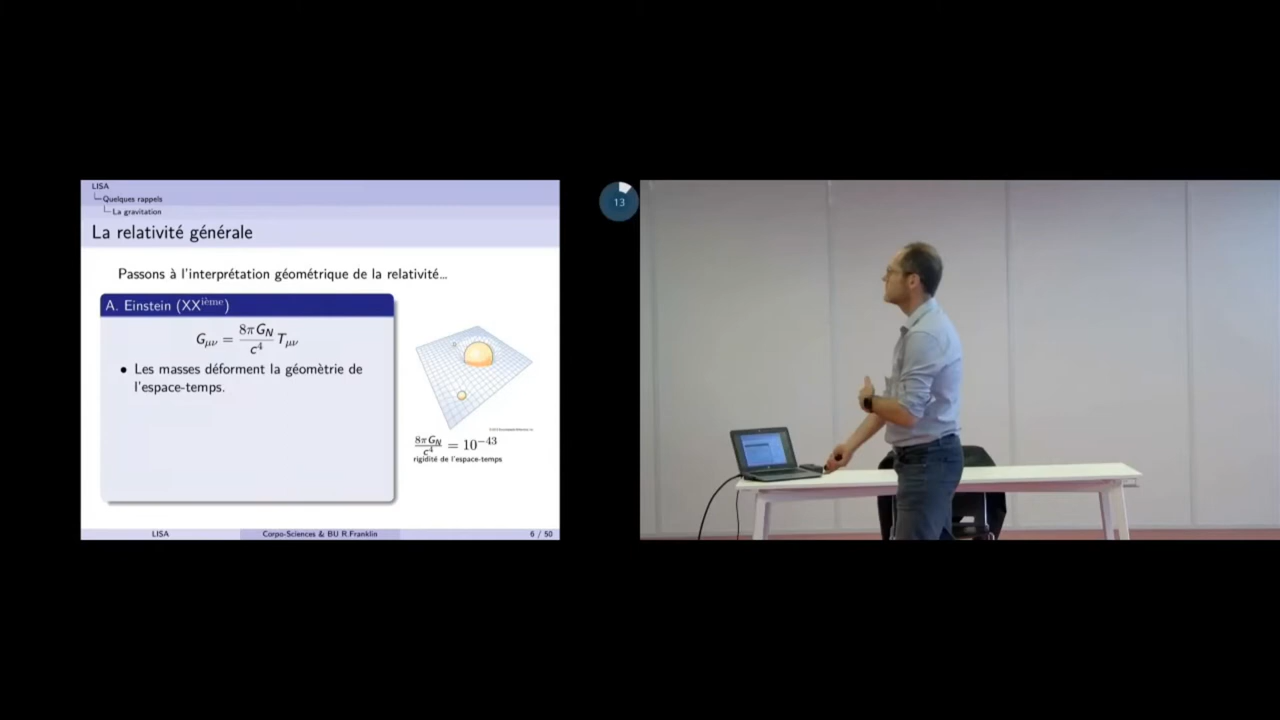 LISA
Quelques rappels
La gravitation
La relativité générale
Passons à l'interprétation géométrique de la relativité...
A. Einstein (XXième)
Gμν = 8πG_N/c⁴ Tμν
• Les masses déforment la géomètrie de
l'espace-temps.
8πG_N/c⁴ = 10⁻⁴³
rigidité de l'espace-temps
LISA
Corpo-Sciences & BU R.Franklin
6 / 50
13